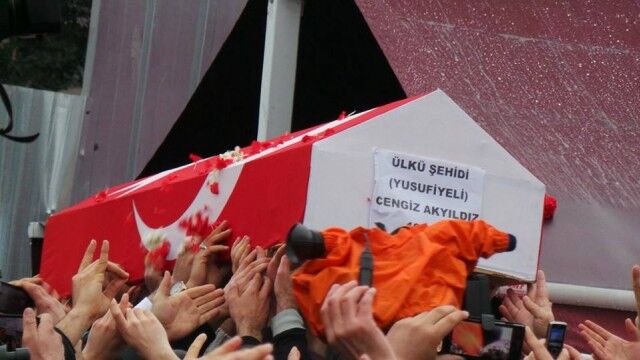 ÜLKÜ ŞEHİDİ
(YUSUFİYELİ)
CENGİZ AKYILDIZ